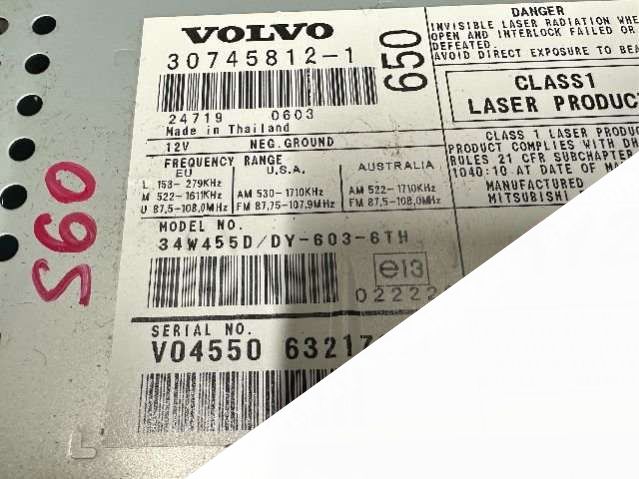 VOLVO
30745812-1
650
24719 0603
Made in Thailand
12V NEG.GROUND
FREQUENCY RANGE
EU U.S.A. AUSTRALIA
L 153-279KHz
M 522-1611KHz AM 530-1710KHz AM 522-1710KHz
U 87,5-108,0MHz FM 87,75-107,9MHz FM 87,5-108,0MHz
MODEL NO.
34W455D/DY-603-6TH
e13
02222
SERIAL NO.
V04550 63217
DANGER
INVISIBLE LASER RADIATION WHE
OPEN AND INTERLOCK FAILED OR
DEFEATED.
AVOID DIRECT EXPOSURE TO BEA
CLASS1
LASER PRODUC
CLASS 1 LASER PRODU
PRODUCT COMPLIES WITH DH
RULES 21 CFR SUBCHAPTER
1040:10 AT DATE OF MA
MANUFACTURED
MITSUBISHI
092